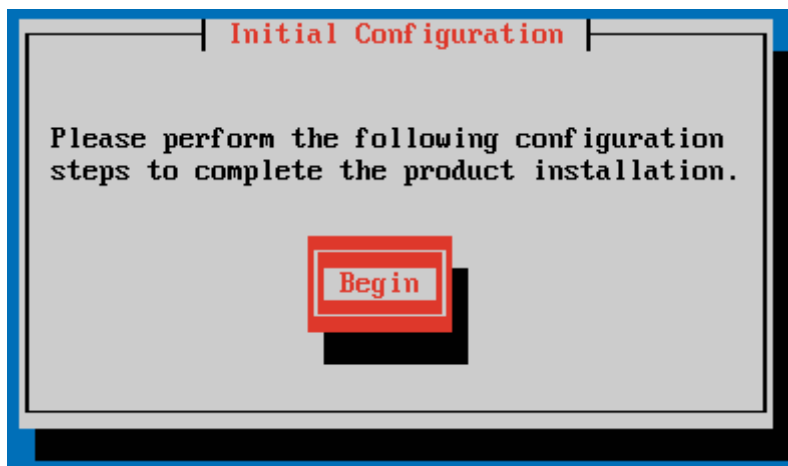 Initial Configuration
Please perform the following configuration
steps to complete the product installation.
Begin